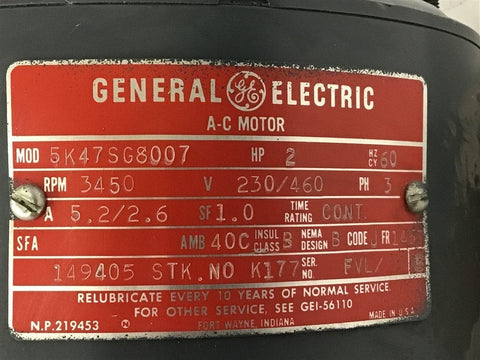 GENERAL GE ELECTRIC
A-C MOTOR
MOD 5K47SG8007 HP 2 HZ CY 60
RPM 3450 V 230/460 PH 3
A 5.2/2.6 SF 1.0 TIME RATING CONT.
SFA AMB 40C INSUL CLASS B NEMA DESIGN B CODE J FR
149405 STK.NO K177 SER. NO. FVL/
RELUBRICATE EVERY 10 YEARS OF NORMAL SERVICE.
FOR OTHER SERVICE, SEE GEI-56110
N.P.219453 N FORT WAYNE, INDIANA MADE IN U.S.A.